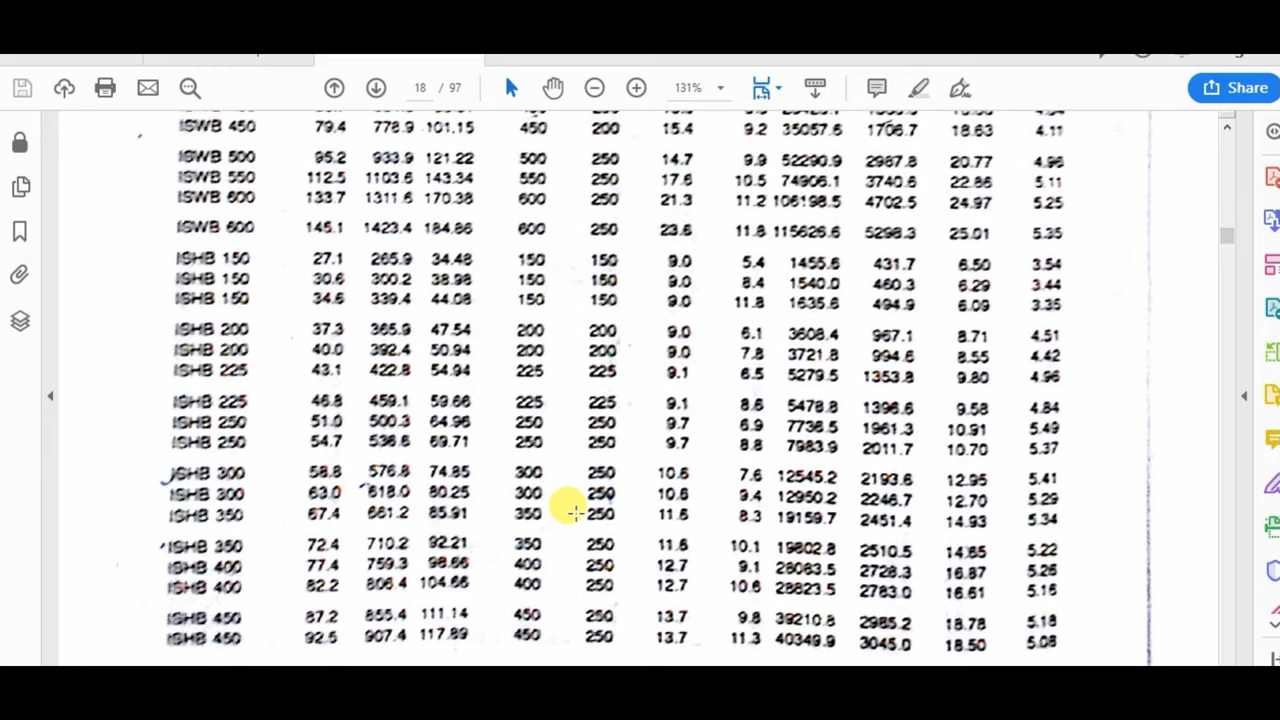 18 / 97 131% Share
ISWB 450 79.4 778.9 101.15 450 200 15.4 9.2 35057.6 1706.7 18.63 4.11
ISWB 500 95.2 933.9 121.22 500 250 14.7 9.9 52290.9 2987.8 20.77 4.96
ISWB 550 112.5 1103.6 143.34 550 250 17.6 10.5 74906.1 3740.6 22.86 5.11
ISWB 600 133.7 1311.6 170.38 600 250 21.3 11.2 106198.5 4702.5 24.97 5.25
ISWB 600 145.1 1423.4 184.86 600 250 23.6 11.8 115626.6 5298.3 25.01 5.35
ISHB 150 27.1 265.9 34.48 150 150 9.0 5.4 1455.6 431.7 6.50 3.54
ISHB 150 30.6 300.2 38.98 150 150 9.0 8.4 1540.0 460.3 6.29 3.44
ISHB 150 34.6 339.4 44.08 150 150 9.0 11.8 1635.6 494.9 6.09 3.35
ISHB 200 37.3 365.9 47.54 200 200 9.0 6.1 3608.4 967.1 8.71 4.51
ISHB 200 40.0 392.4 50.94 200 200 9.0 7.8 3721.8 994.6 8.55 4.42
ISHB 225 43.1 422.8 54.94 225 225 9.1 6.5 5279.5 1353.8 9.80 4.96
ISHB 225 46.8 459.1 59.66 225 225 9.1 8.6 5478.8 1396.6 9.58 4.84
ISHB 250 51.0 500.3 64.96 250 250 9.7 6.9 7736.5 1961.3 10.91 5.49
ISHB 250 54.7 536.6 69.71 250 250 9.7 8.8 7983.9 2011.7 10.70 5.37
ISHB 300 58.8 576.8 74.85 300 250 10.6 7.6 12545.2 2193.6 12.95 5.41
ISHB 300 63.0 618.0 80.25 300 250 10.6 9.4 12950.2 2246.7 12.70 5.29
ISHB 350 67.4 661.2 85.91 350 250 11.6 8.3 19159.7 2451.4 14.93 5.34
ISHB 350 72.4 710.2 92.21 350 250 11.6 10.1 19802.8 2510.5 14.65 5.22
ISHB 400 77.4 759.3 98.66 400 250 12.7 9.1 28083.5 2728.3 16.87 5.26
ISHB 400 82.2 806.4 104.66 400 250 12.7 10.6 28823.5 2783.0 16.61 5.16
ISHB 450 87.2 855.4 111.14 450 250 13.7 9.8 39210.8 2985.2 18.78 5.18
ISHB 450 92.5 907.4 117.89 450 250 13.7 11.3 40349.9 3045.0 18.50 5.08